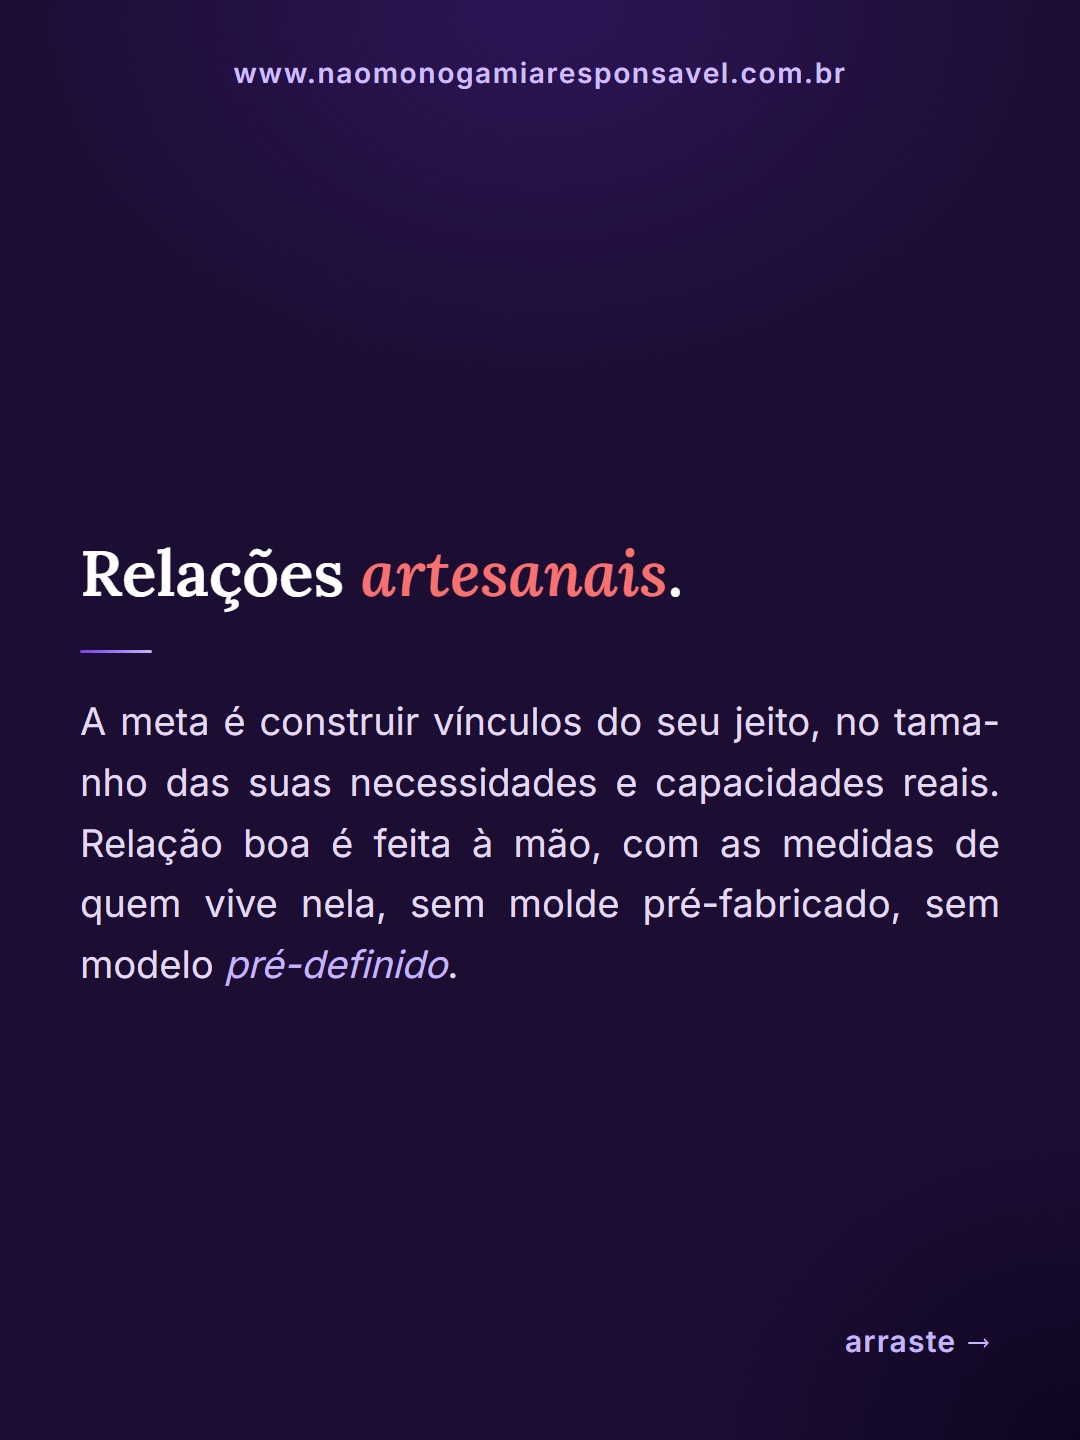 www.naomonogamiaresponsavel.com.br
Relações artesanais.
A meta é construir vínculos do seu jeito, no tama-
nho das suas necessidades e capacidades reais.
Relação boa é feita à mão, com as medidas de
quem vive nela, sem molde pré-fabricado, sem
modelo pré-definido.
arraste →